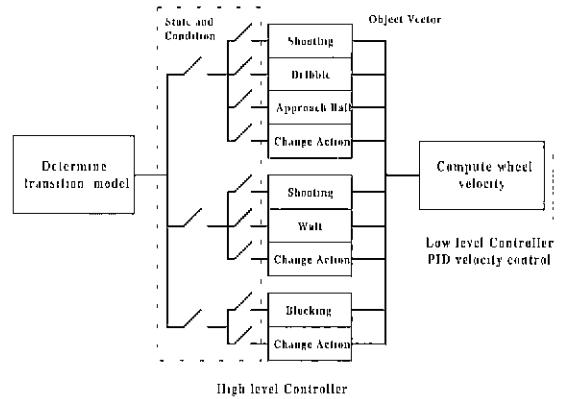 State and
Condition
Object Vector
Shooting
Dribble
Approach Ball
Change Action
Determine
transition model
Compute wheel
velocity
Shooting
Wait
Change Action
Low level Controller
PID velocity control
Blocking
Change Action
High level Controller